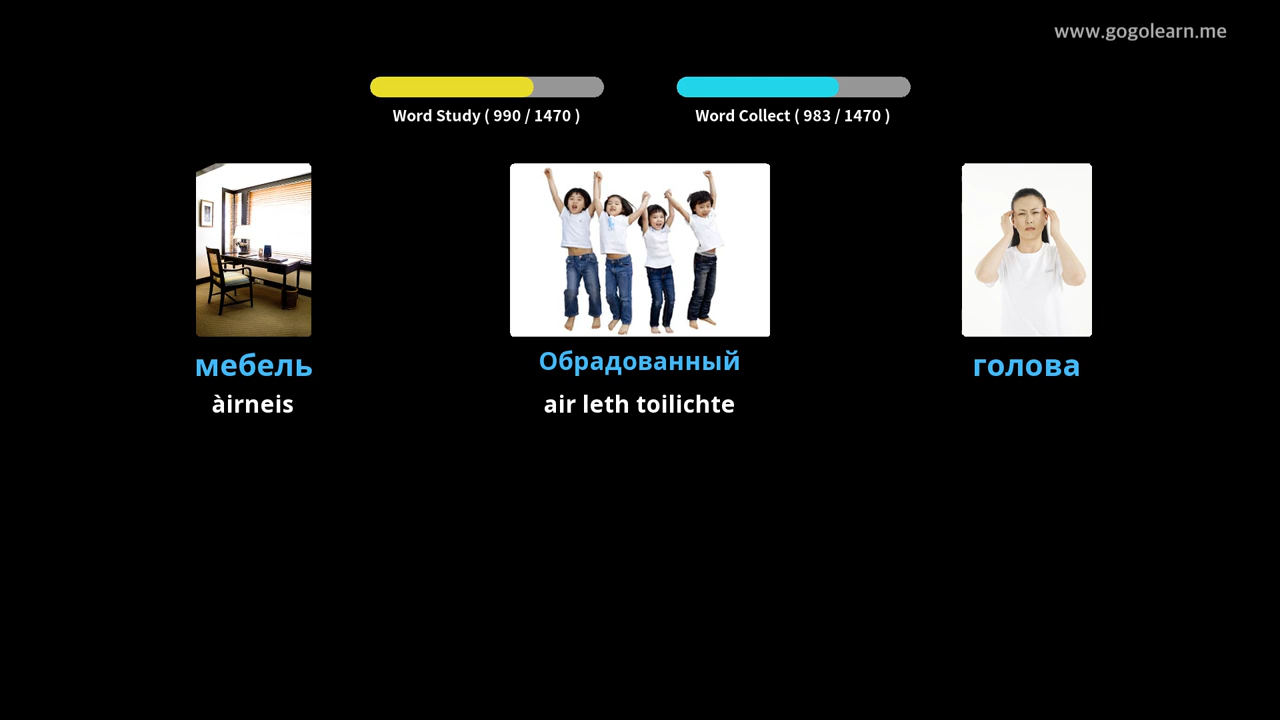 www.gogolearn.me
Word Study ( 990 / 1470 )
Word Collect ( 983 / 1470 )
мебель
àirneis
Обрадованный
air leth toilichte
голова